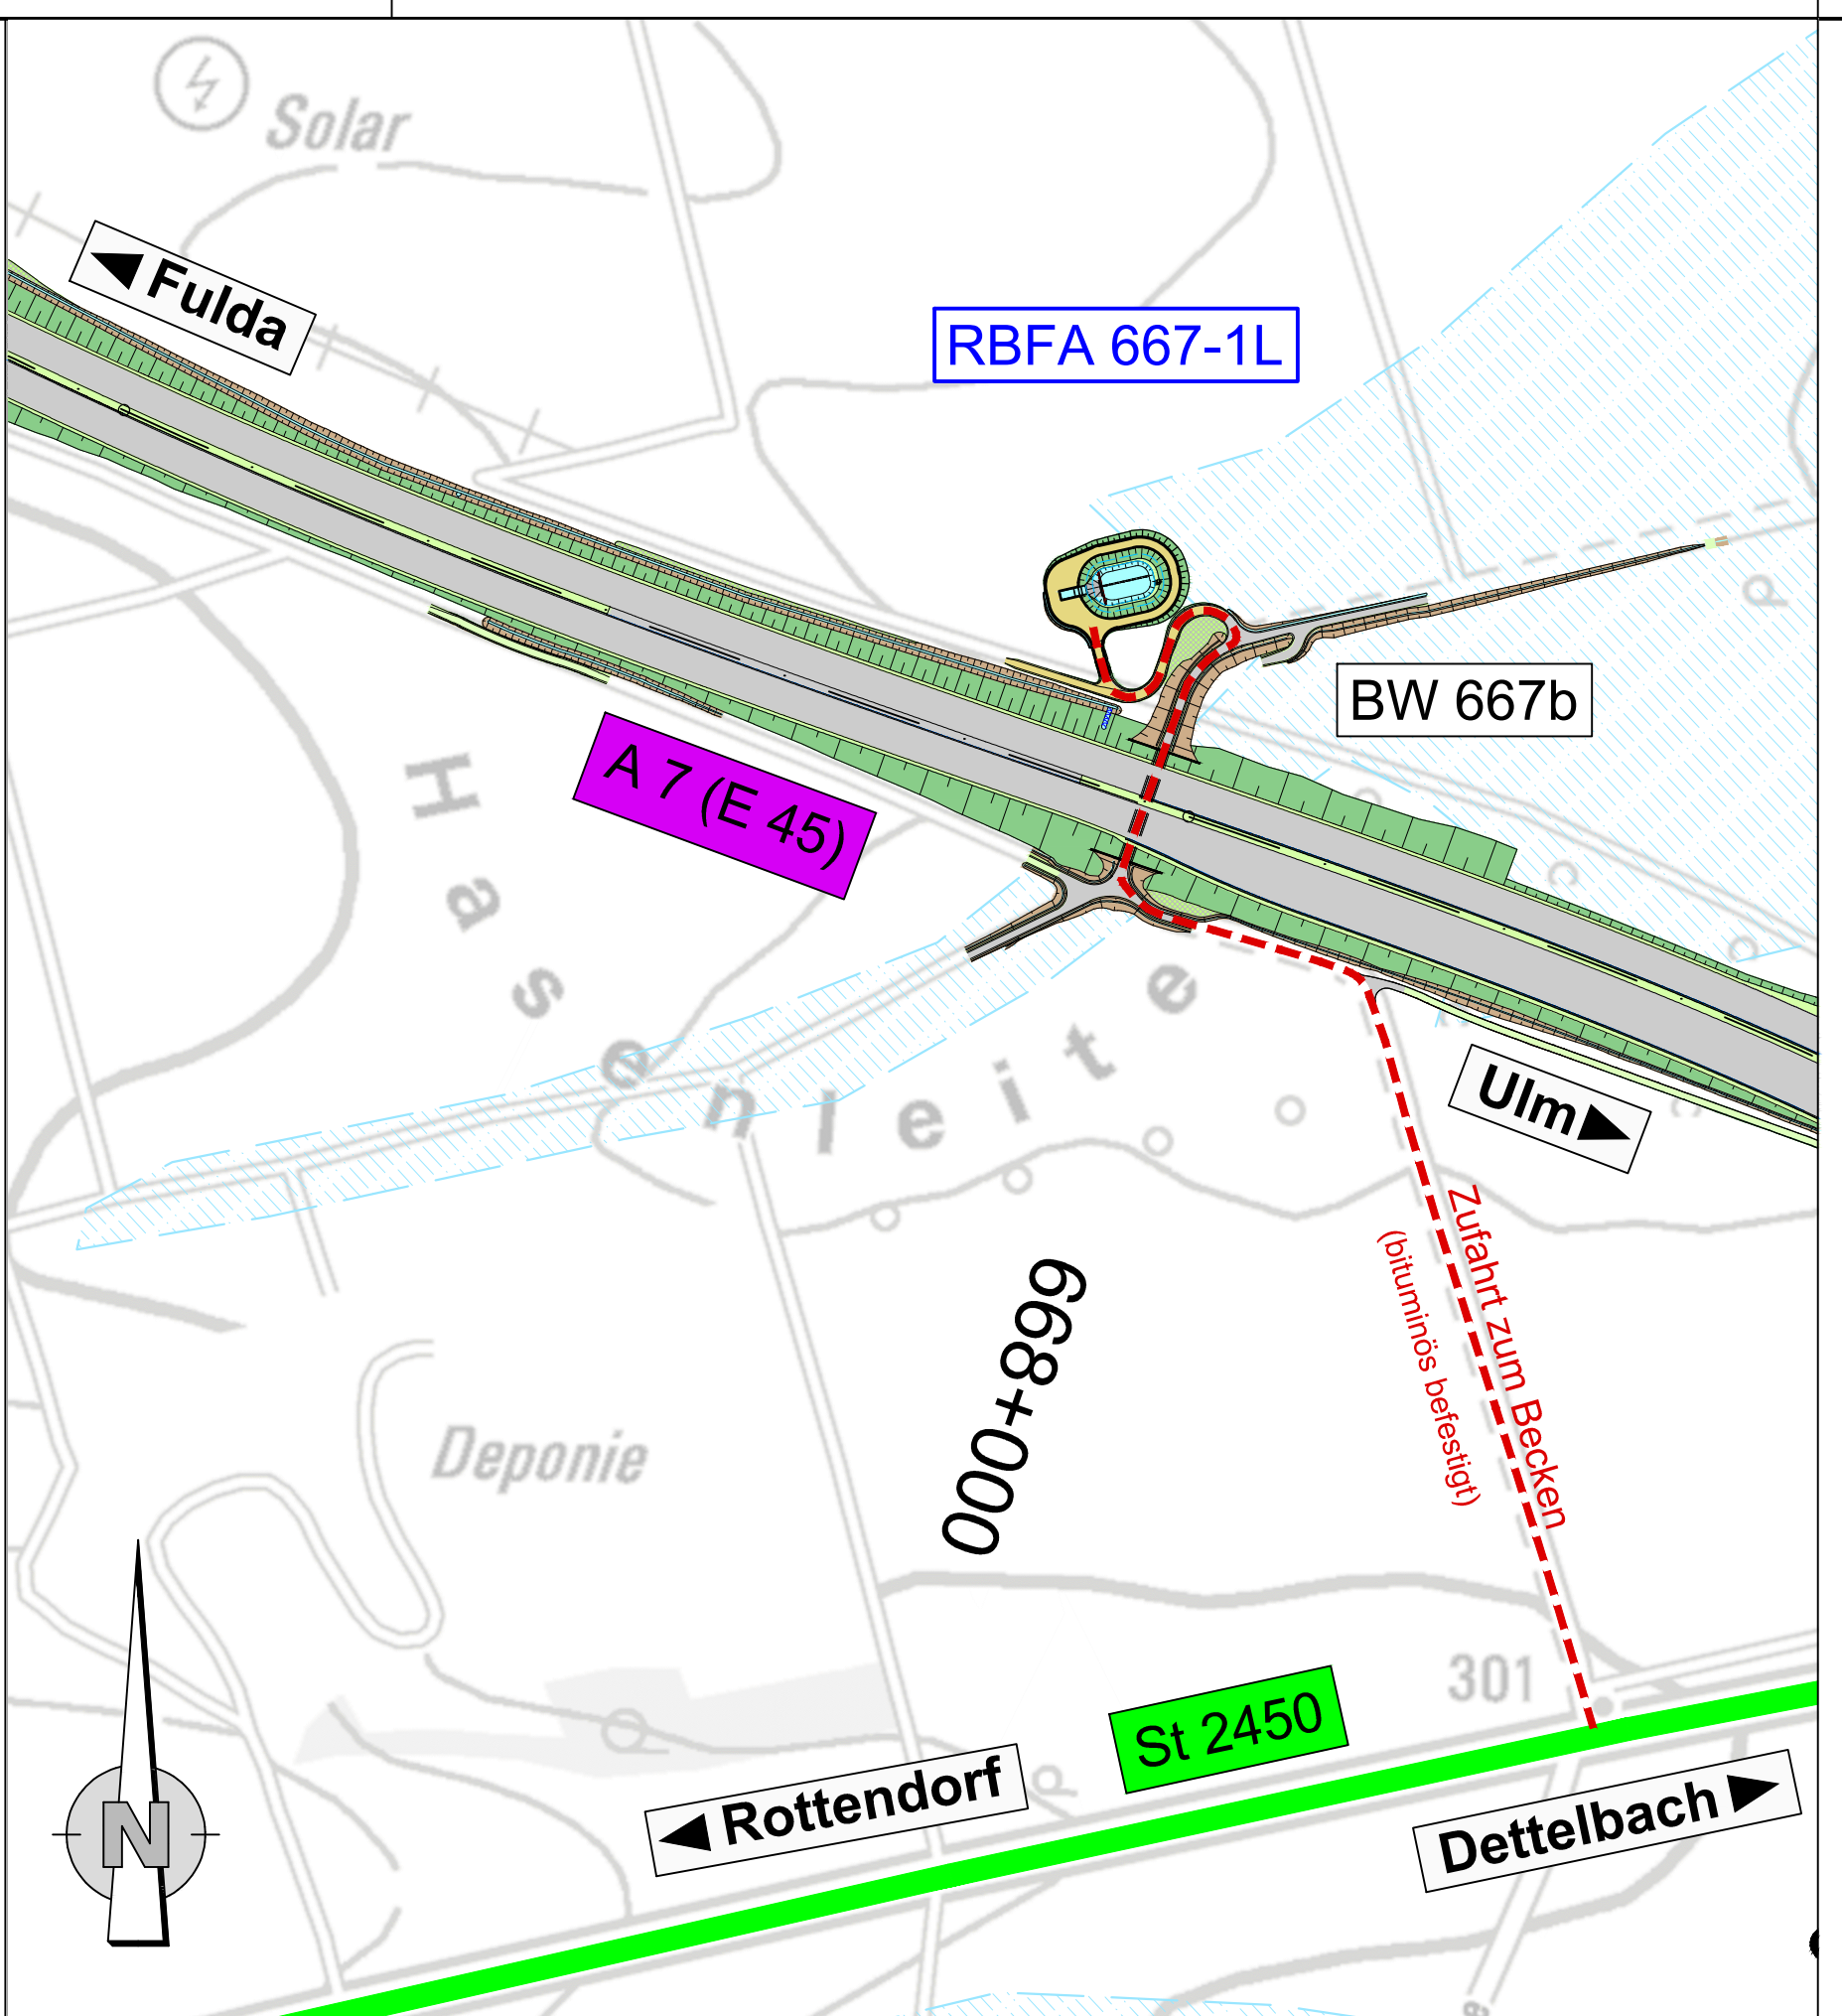 Solar
Fulda
RBFA 667-1L
BW 667b
A 7 (E 45)
Hasenleite
Ulm
Zufahrt zum Becken
(bituminös befestigt)
668+000
Deponie
301
St 2450
Rottendorf
Dettelbach
N